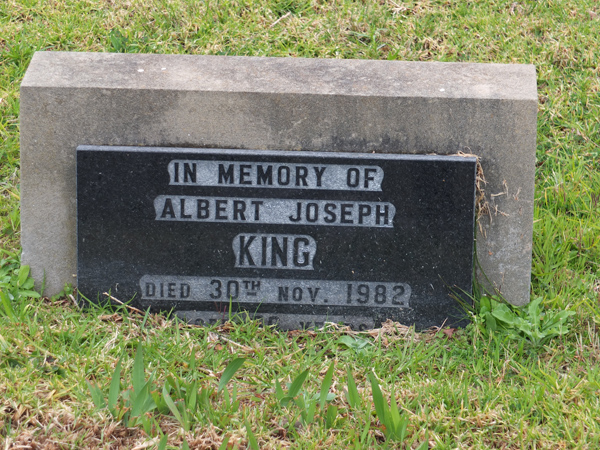 IN MEMORY OF
ALBERT JOSEPH
KING
DIED 30TH NOV. 1982